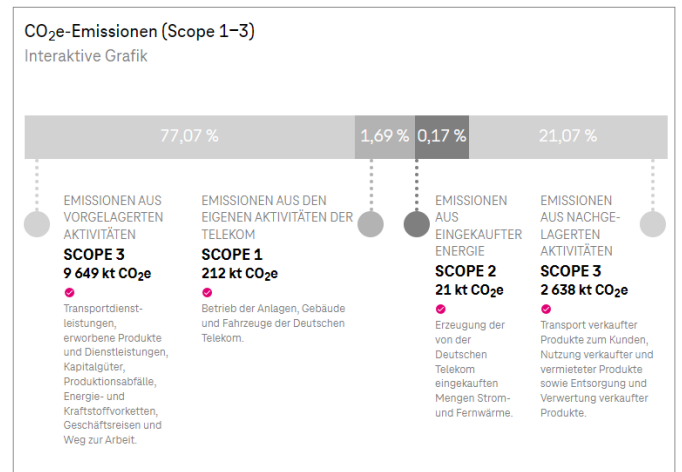 CO₂e-Emissionen (Scope 1–3)
Interaktive Grafik
77,07 %
1,69 %
0,17 %
21,07 %
EMISSIONEN AUS
VORGELAGERTEN
AKTIVITÄTEN
SCOPE 3
9 649 kt CO₂e
Transportdienst-
leistungen,
erworbene Produkte
und Dienstleistungen,
Kapitalgüter,
Produktionsabfälle,
Energie- und
Kraftstoffvorketten,
Geschäftsreisen und
Weg zur Arbeit.
EMISSIONEN AUS DEN
EIGENEN AKTIVITÄTEN DER
TELEKOM
SCOPE 1
212 kt CO₂e
Betrieb der Anlagen, Gebäude
und Fahrzeuge der Deutschen
Telekom.
EMISSIONEN
AUS
EINGEKAUFTER
ENERGIE
SCOPE 2
21 kt CO₂e
Erzeugung der
von der
Deutschen
Telekom
eingekauften
Mengen Strom-
und Fernwärme.
EMISSIONEN
AUS NACHGE-
LAGERTEN
AKTIVITÄTEN
SCOPE 3
2 638 kt CO₂e
Transport verkaufter
Produkte zum Kunden,
Nutzung verkaufter und
vermieteter Produkte
sowie Entsorgung und
Verwertung verkaufter
Produkte.